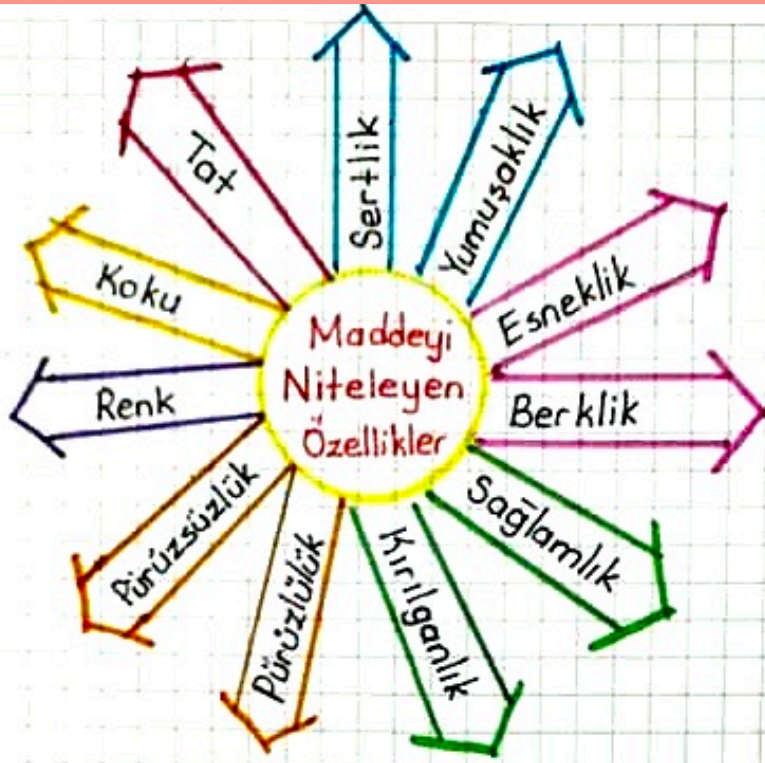 Maddeyi
Niteleyen
Özellikler
Sertlik
Yumuşaklık
Esneklik
Berklik
Sağlamlık
Kırılganlık
Pürüzlülük
Pürüzsüzlük
Renk
Koku
Tat